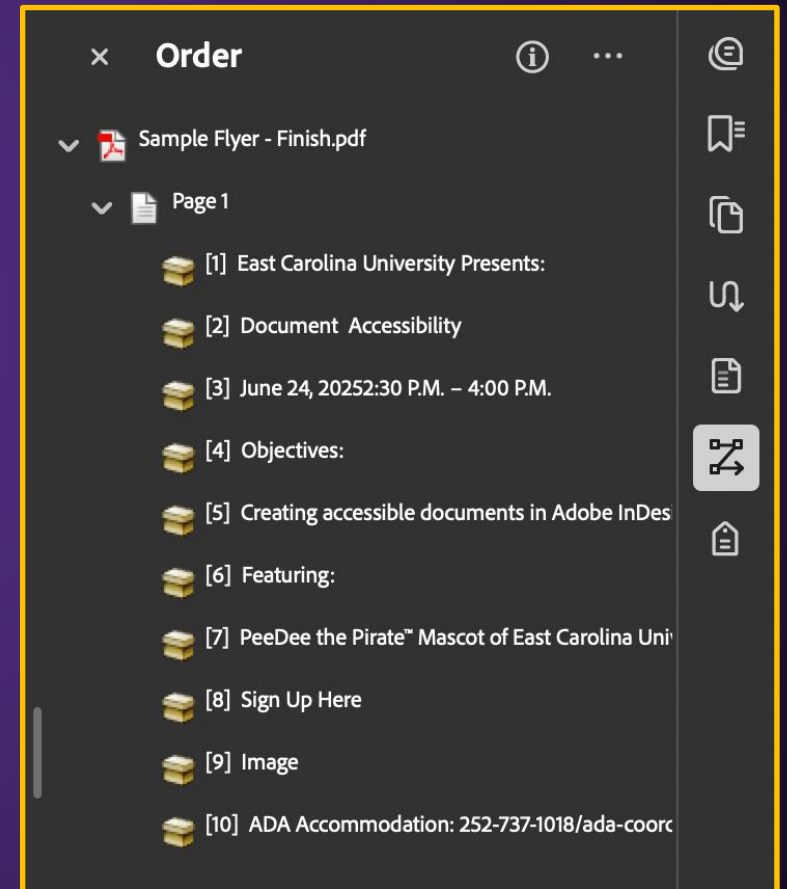 Order
Sample Flyer - Finish.pdf
Page 1
[1] East Carolina University Presents:
[2] Document  Accessibility
[3] June 24, 20252:30 P.M. – 4:00 P.M.
[4] Objectives:
[5] Creating accessible documents in Adobe InDesi
[6] Featuring:
[7] PeeDee the Pirate™ Mascot of East Carolina Uni
[8] Sign Up Here
[9] Image
[10] ADA Accommodation: 252-737-1018/ada-coord